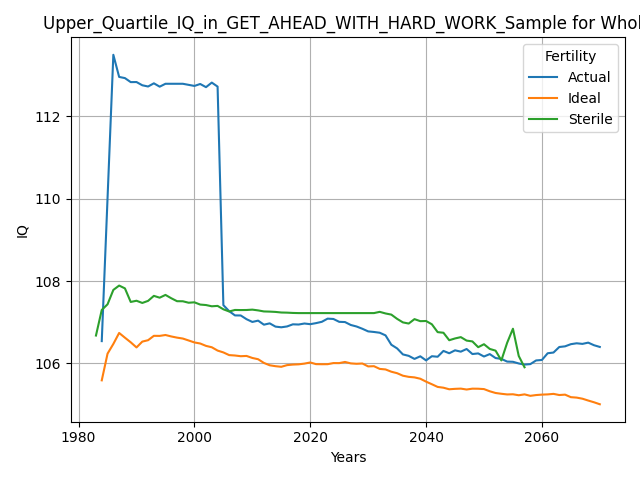 Upper_Quartile_IQ_in_GET_AHEAD_WITH_HARD_WORK_Sample for Whol
Fertility
Actual
Ideal
Sterile
112
110
108
106
IQ
1980
2000
2020
2040
2060
Years